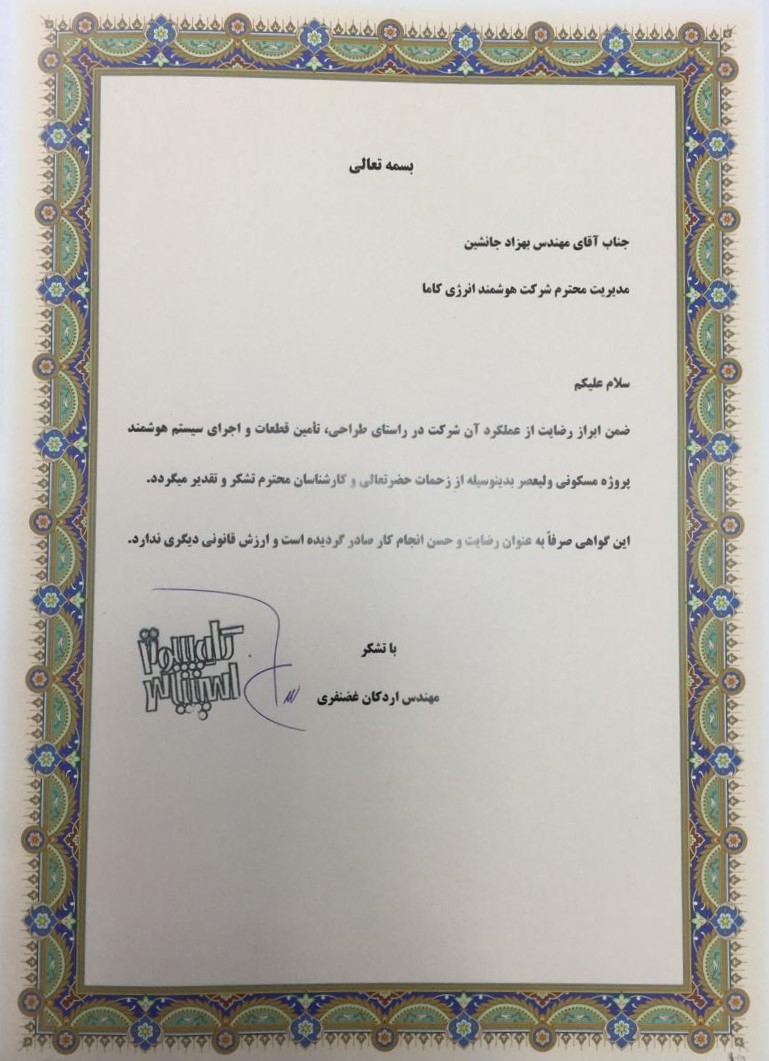 بسمه تعالی
جناب آقای مهندس بهزاد جانشین
مدیریت محترم شرکت هوشمند انرژی کاما
سلام علیکم
ضمن ابراز رضایت از عملکرد آن شرکت در راستای طراحی، تأمین قطعات و اجرای سیستم هوشمند
پروژه مسکونی ولیعصر بدینوسیله از زحمات حضرتعالی و کارشناسان محترم تشکر و تقدیر میگردد.
این گواهی صرفاً به عنوان رضایت و حسن انجام کار صادر گردیده است و ارزش قانونی دیگری ندارد.
با تشکر
مهندس اردکان غضنفری